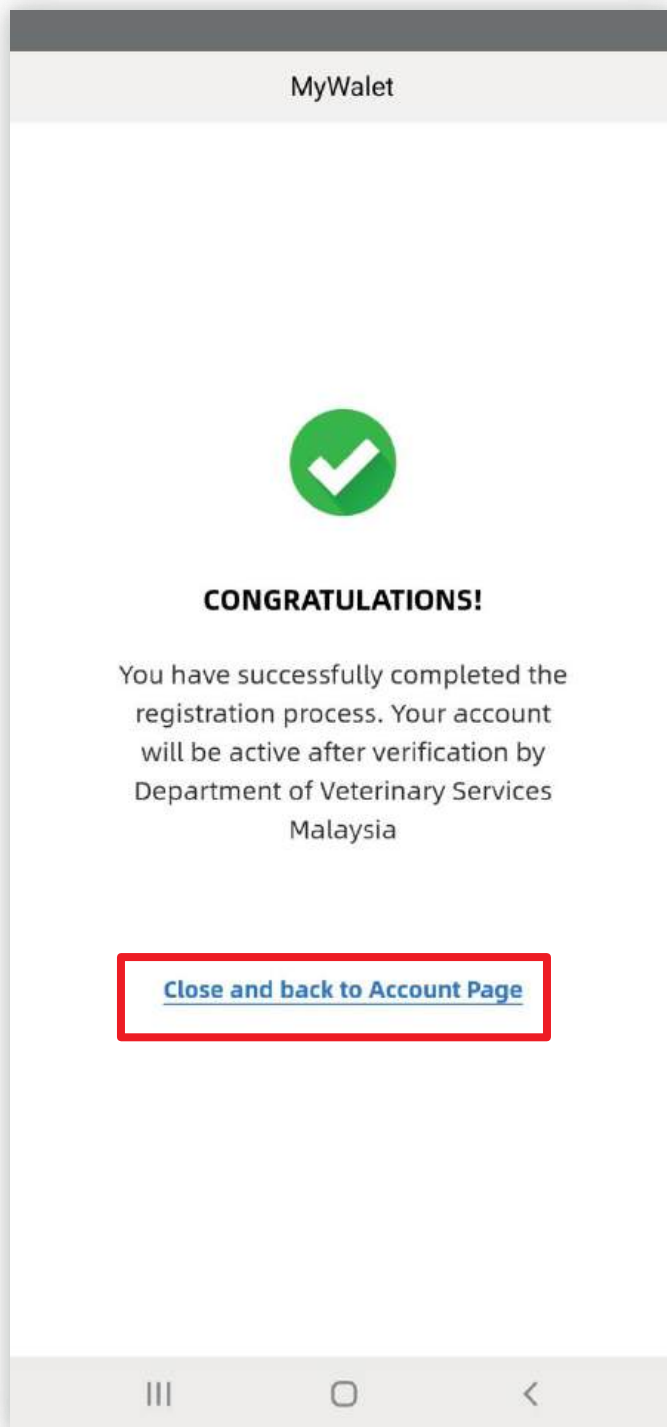 MyWalet
CONGRATULATIONS!
You have successfully completed the
registration process. Your account
will be active after verification by
Department of Veterinary Services
Malaysia
Close and back to Account Page